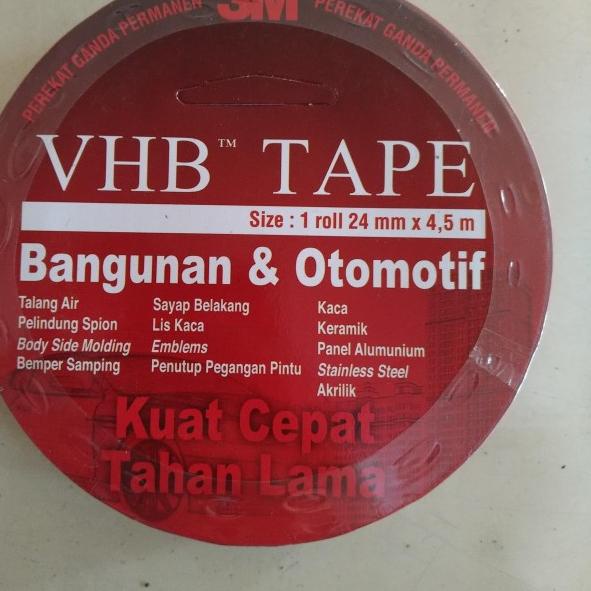 3M
PEREKAT GANDA PERMANEN
PEREKAT GANDA PERMANEN
VHB™ TAPE
Size : 1 roll 24 mm x 4,5 m
Bangunan & Otomotif
Talang Air
Pelindung Spion
Body Side Molding
Bemper Samping
Sayap Belakang
Lis Kaca
Emblems
Penutup Pegangan Pintu
Kaca
Keramik
Panel Alumunium
Stainless Steel
Akrilik
Kuat Cepat
Tahan Lama